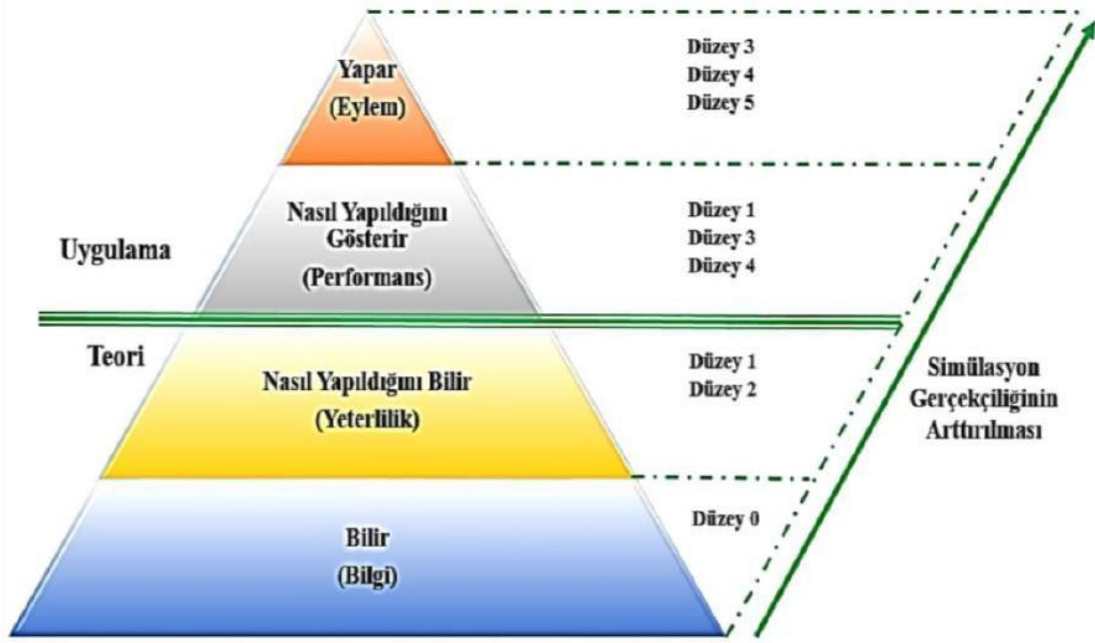 Yapar
(Eylem)
Düzey 3
Düzey 4
Düzey 5
Nasıl Yapıldığını
Gösterir
(Performans)
Düzey 1
Düzey 3
Düzey 4
Uygulama
Teori
Nasıl Yapıldığını Bilir
(Yeterlilik)
Düzey 1
Düzey 2
Simülasyon
Gerçekçiliğinin
Arttırılması
Bilir
(Bilgi)
Düzey 0